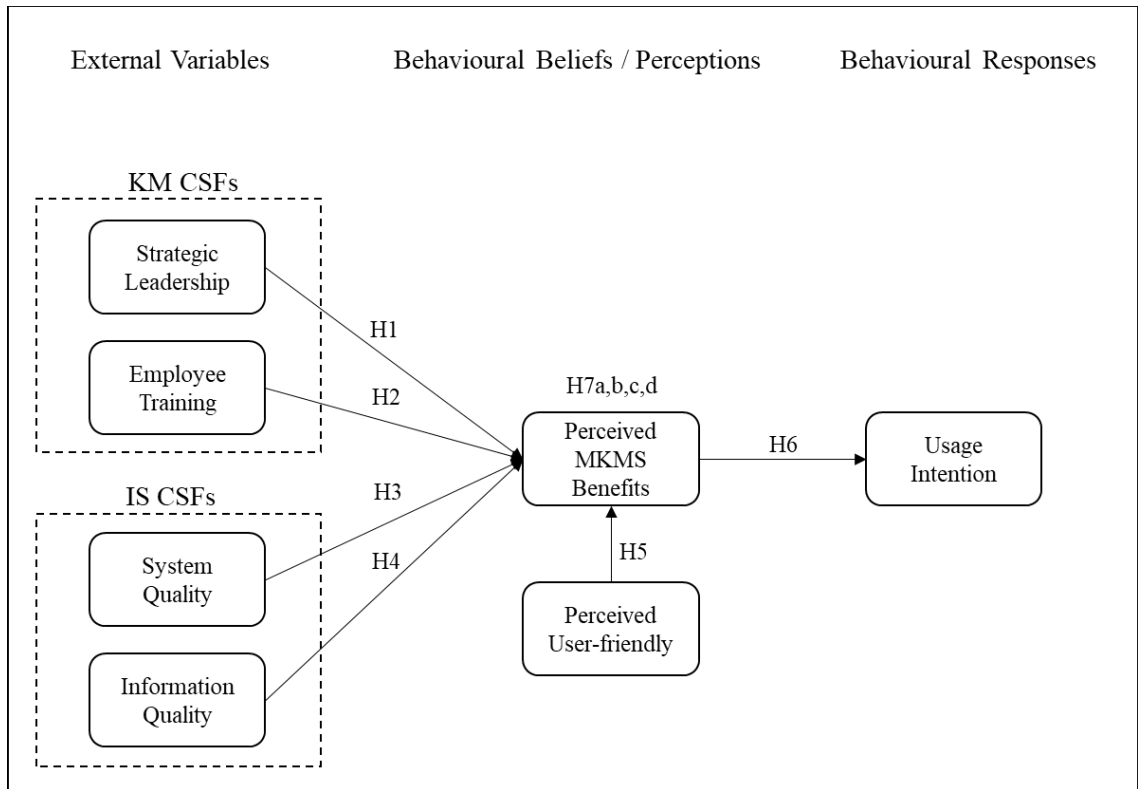 External Variables
Behavioural Beliefs / Perceptions
Behavioural Responses
KM CSFs
Strategic
Leadership
Employee
Training
IS CSFs
System
Quality
Information
Quality
H1
H2
H3
H4
H7a,b,c,d
Perceived
MKMS
Benefits
H5
Perceived
User-friendly
H6
Usage
Intention